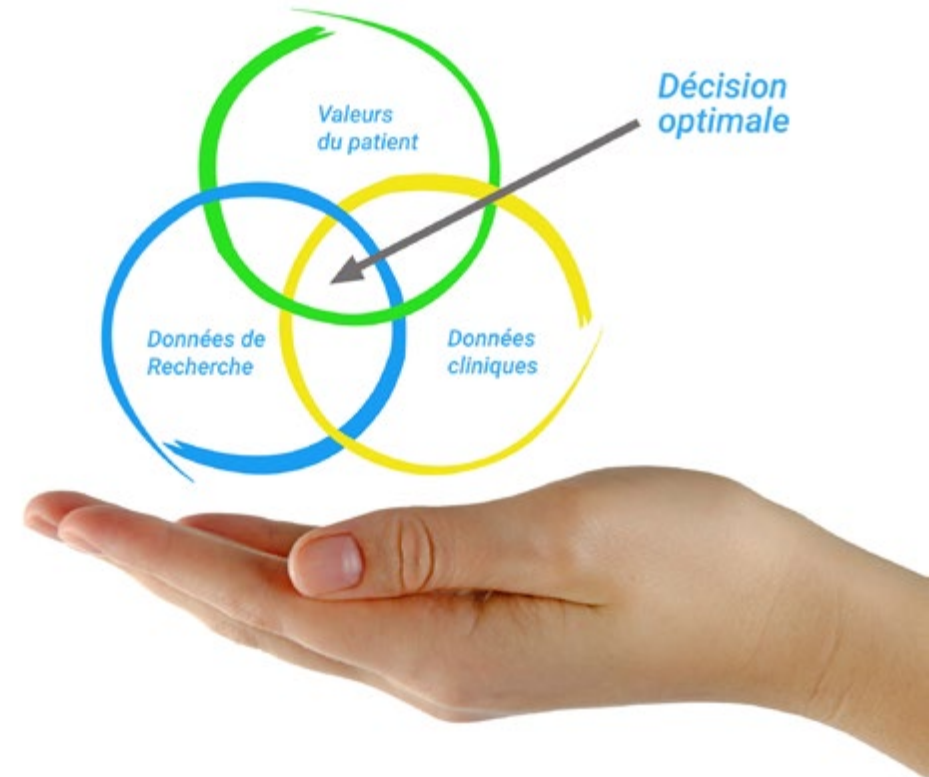 Décision
optimale
Valeurs
du patient
Données de
Recherche
Données
cliniques